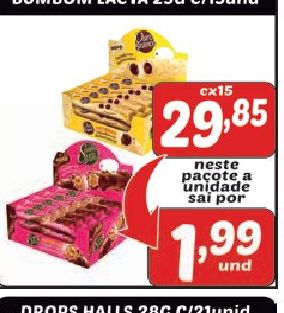 BOMBOM LACTA 25G C/15und
cx15
29,85
neste
pacote a
unidade
sai por
1,99
und
DROPS HALLS 28G C/21unid